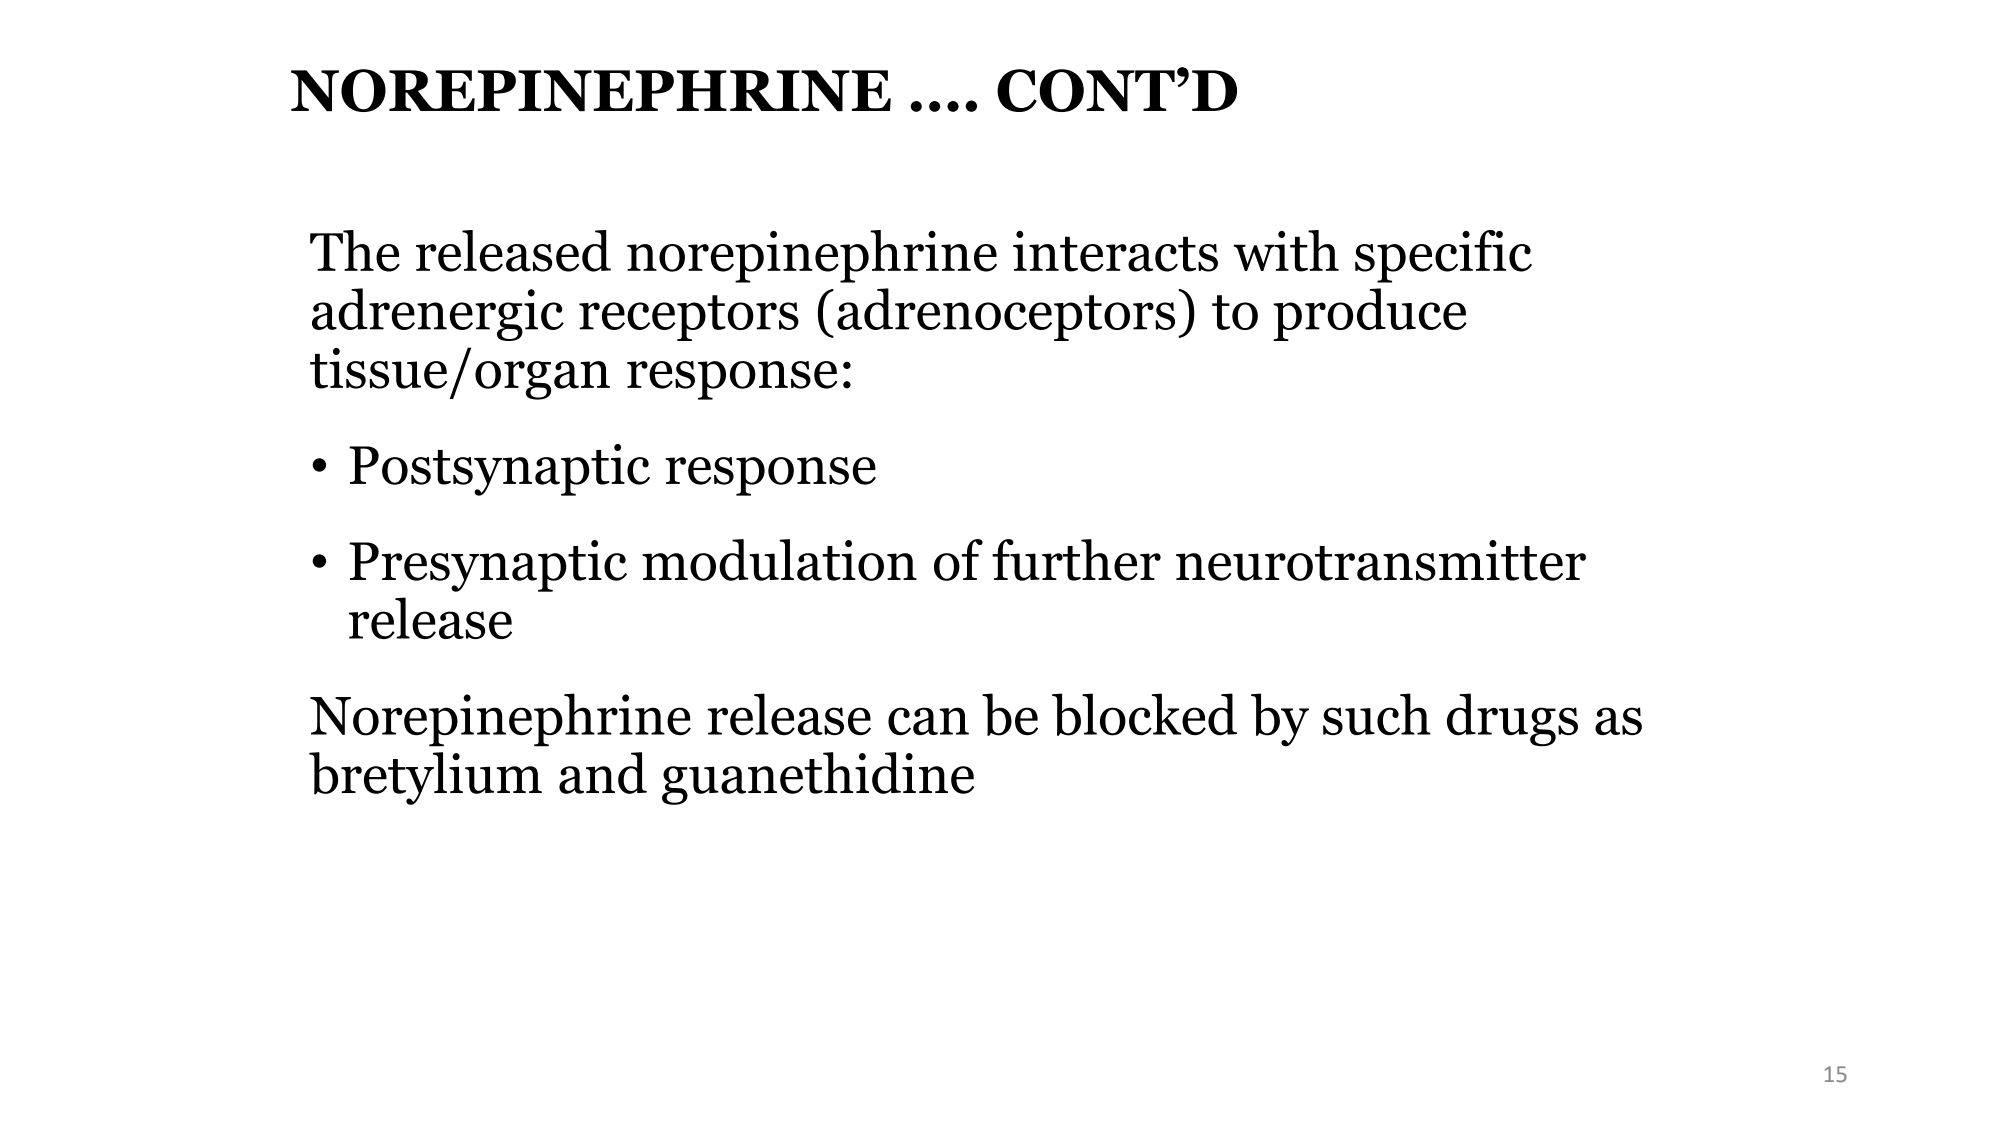 NOREPINEPHRINE .... CONT’D
The released norepinephrine interacts with specific
adrenergic receptors (adrenoceptors) to produce
tissue/organ response:
• Postsynaptic response
• Presynaptic modulation of further neurotransmitter
release
Norepinephrine release can be blocked by such drugs as
bretylium and guanethidine
15